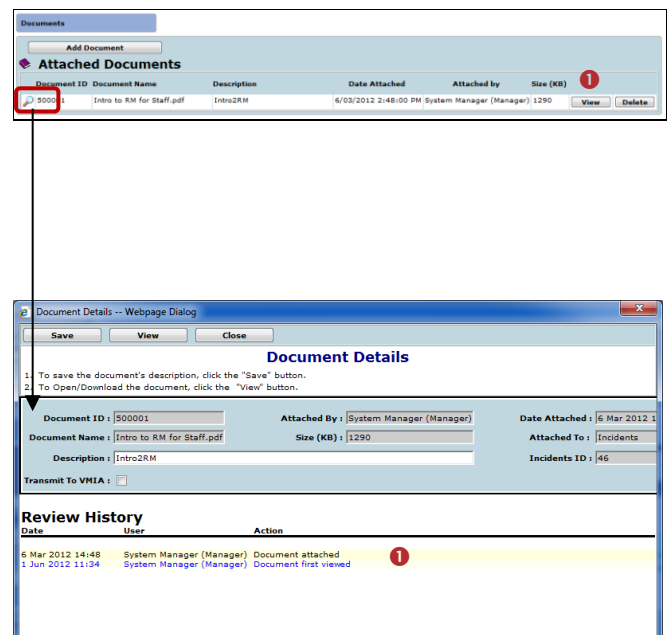 Documents
Add Document
Attached Documents
Document ID Document Name Description Date Attached Attached by Size (KB)
1
500001 Intro to RM for Staff.pdf Intro2RM 6/03/2012 2:48:00 PM System Manager (Manager) 1290 View Delete
Document Details -- Webpage Dialog
Save View Close
Document Details
1. To save the document's description, click the "Save" button.
2. To Open/Download the document, click the "View" button.
Document ID : 500001 Attached By : System Manager (Manager) Date Attached : 6 Mar 2012 1
Document Name : Intro to RM for Staff.pdf Size (KB) : 1290 Attached To : Incidents
Description : Intro2RM Incidents ID : 46
Transmit To VMIA :
Review History
Date User Action
6 Mar 2012 14:48 System Manager (Manager) Document attached
1
1 Jun 2012 11:34 System Manager (Manager) Document first viewed